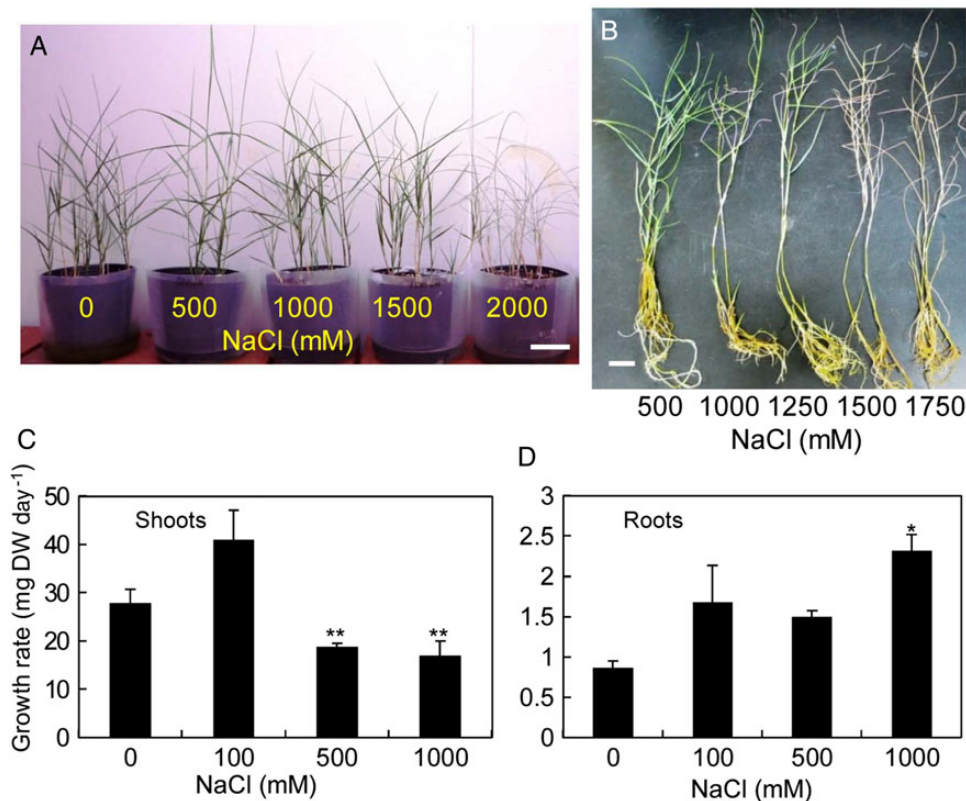 A
0 500 1000 1500 2000
NaCl (mM)
B
500 1000 1250 1500 1750
NaCl (mM)
C
Growth rate (mg DW day⁻¹)
60
50
40
30
20
10
0
Shoots
**
**
0 100 500 1000
NaCl (mM)
D
3
2.5
2
1.5
1
0.5
0
Roots
*
0 100 500 1000
NaCl (mM)